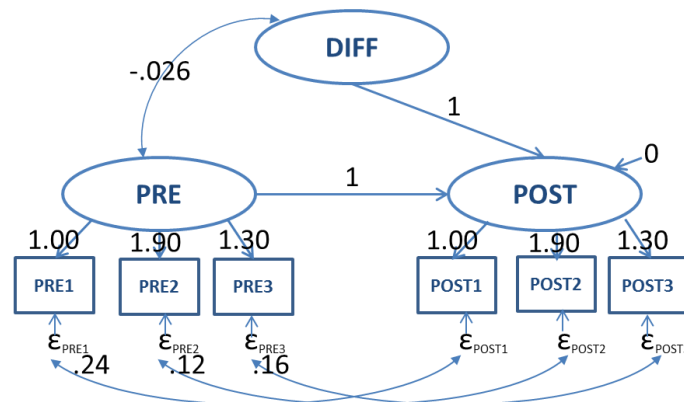 DIFF
-.026
1
0
PRE
1
POST
1.00 1.90 1.30 1.00 1.90 1.30
PRE1 PRE2 PRE3 POST1 POST2 POST3
εPRE1 εPRE2 εPRE3 εPOST1 εPOST2
.24 .12 .16